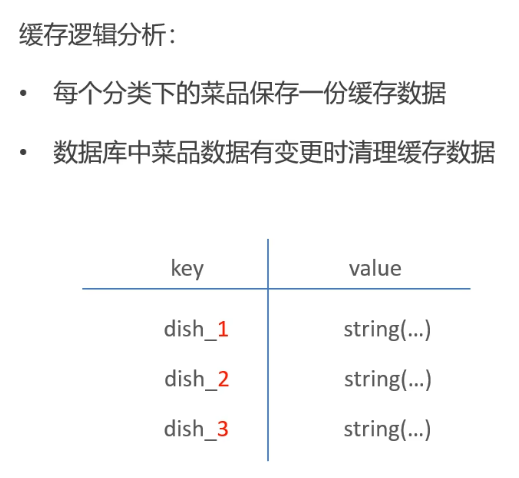 缓存逻辑分析：
• 每个分类下的菜品保存一份缓存数据
• 数据库中菜品数据有变更时清理缓存数据
key value
dish_1 string(...)
dish_2 string(...)
dish_3 string(...)